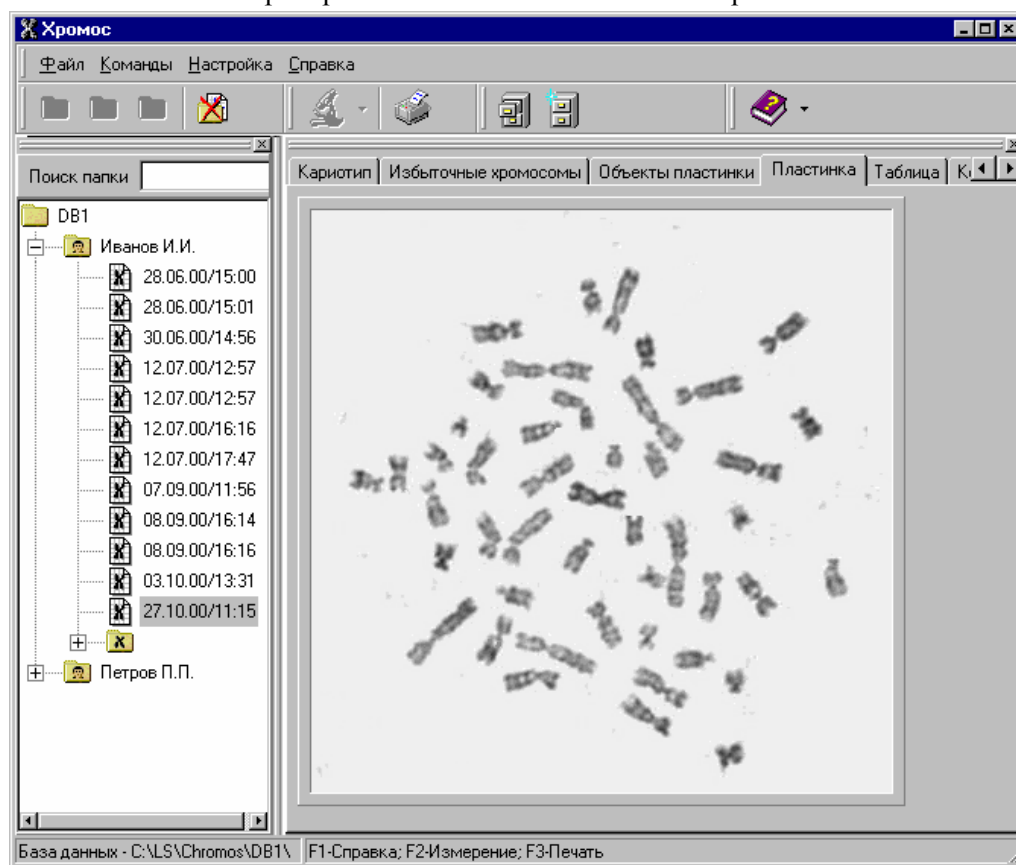 Хромос
Файл Команды Настройка Справка
Поиск папки
Кариотип Избыточные хромосомы Объекты пластинки Пластинка Таблица
DB1
Иванов И.И.
28.06.00/15:00
28.06.00/15:01
30.06.00/14:56
12.07.00/12:57
12.07.00/12:57
12.07.00/16:16
12.07.00/17:47
07.09.00/11:56
08.09.00/16:14
08.09.00/16:16
03.10.00/13:31
27.10.00/11:15
Петров П.П.
База данных - C:\LS\Chromos\DB1\ F1-Справка; F2-Измерение; F3-Печать